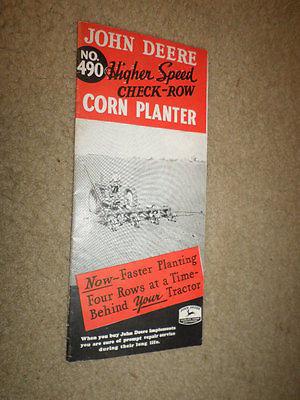 JOHN DEERE
NO.
490 Higher Speed
CHECK-ROW
CORN PLANTER
Now-Faster Planting
Four Rows at a Time-
Behind Your Tractor
When you buy John Deere Implements
you are sure of prompt repair service
during their long life.